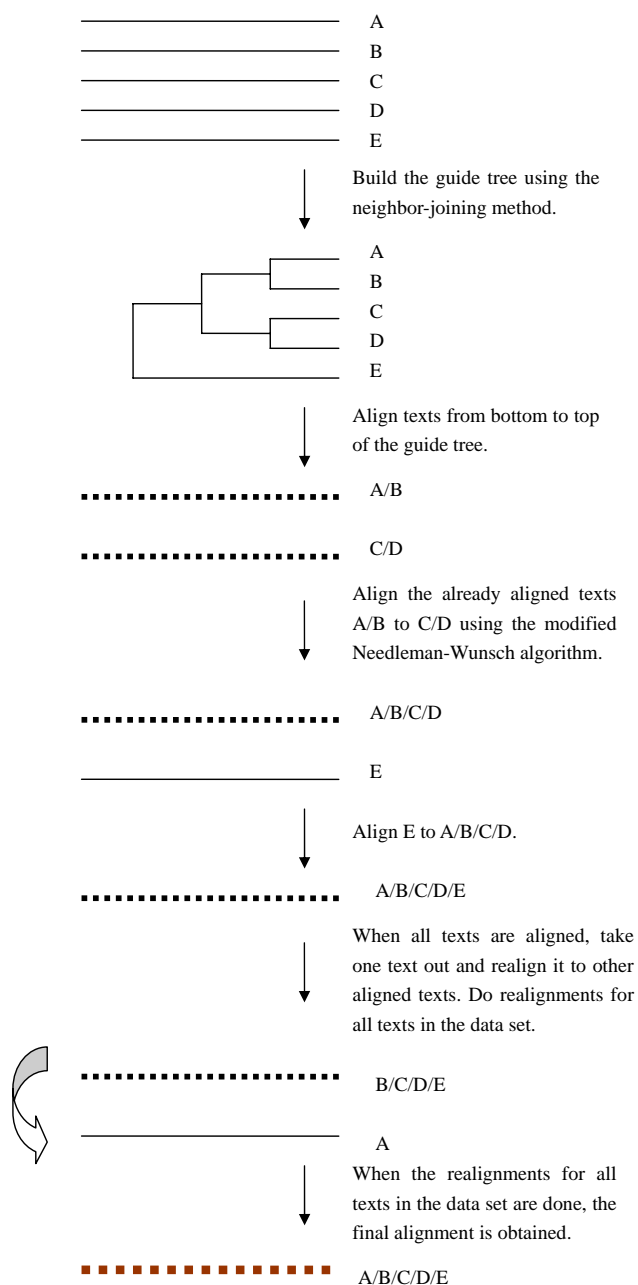 A
B
C
D
E
Build the guide tree using the
neighbor-joining method.
A
B
C
D
E
Align texts from bottom to top
of the guide tree.
A/B
C/D
Align the already aligned texts
A/B to C/D using the modified
Needleman-Wunsch algorithm.
A/B/C/D
E
Align E to A/B/C/D.
A/B/C/D/E
When all texts are aligned, take
one text out and realign it to other
aligned texts. Do realignments for
all texts in the data set.
B/C/D/E
A
When the realignments for all
texts in the data set are done, the
final alignment is obtained.
A/B/C/D/E